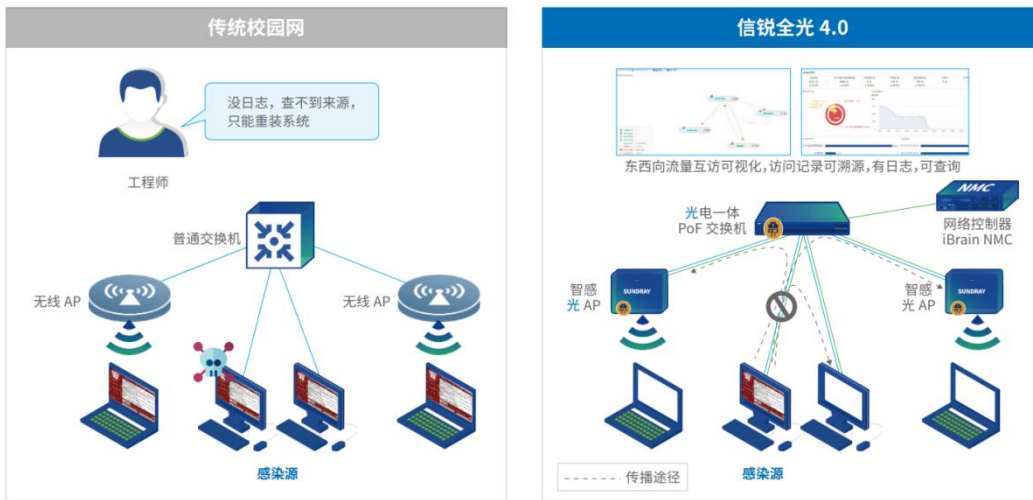 传统校园网
没日志，查不到来源，
只能重装系统
工程师
普通交换机
无线 AP
无线 AP
感染源
信锐全光 4.0
东西向流量互访可视化，访问记录可溯源，有日志，可查询
光电一体
PoF 交换机
NMC
网络控制器
iBrain NMC
智感
光 AP
SUNDRAY
SUNDRAY
智感
光 AP
传播途径
感染源